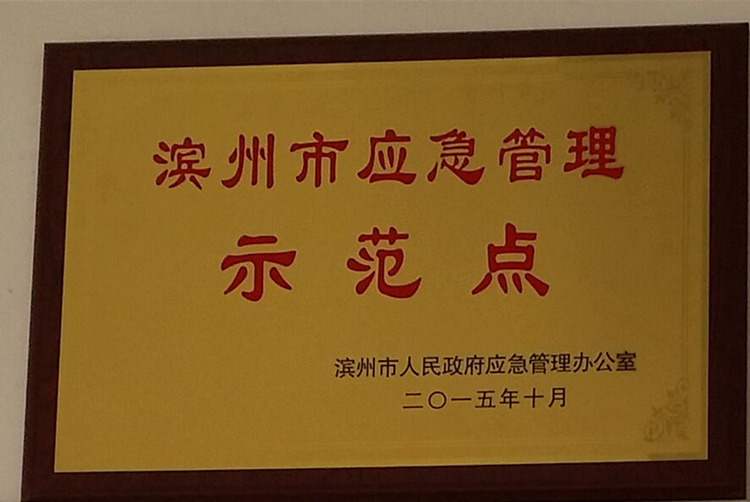 滨州市应急管理
示范点
滨州市人民政府应急管理办公室
二〇一五年十月